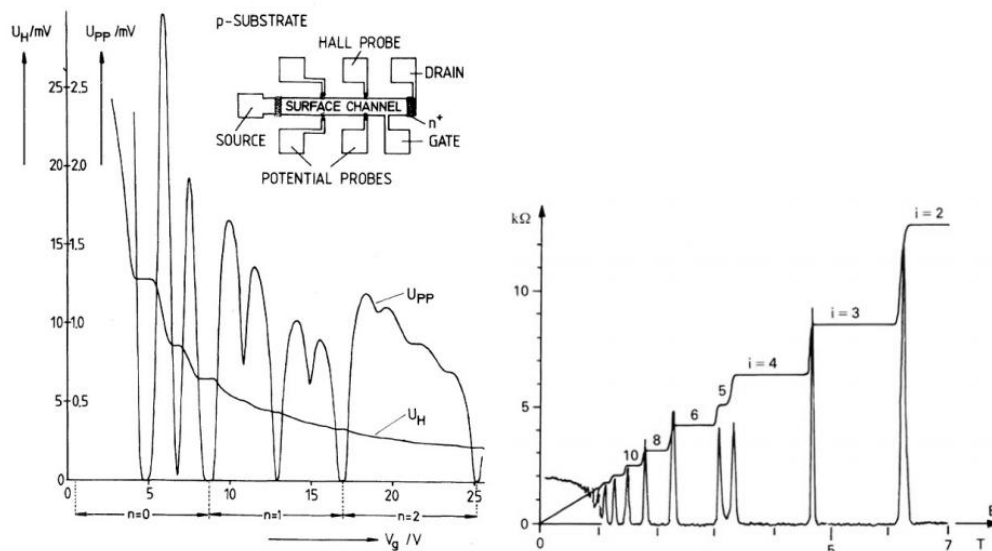 U_H/mV
U_PP/mV
p-SUBSTRATE
HALL PROBE
DRAIN
SURFACE CHANNEL
n+
SOURCE
GATE
POTENTIAL PROBES
25
2.5
20
2.0
15
1.5
10
1.0
5
0.5
0
0
U_PP
U_H
0
5
10
15
20
25
n=0
n=1
n=2
V_g / V
kΩ
i = 2
10
i = 3
i = 4
5
6
8
10
5
0
0
5
7
T